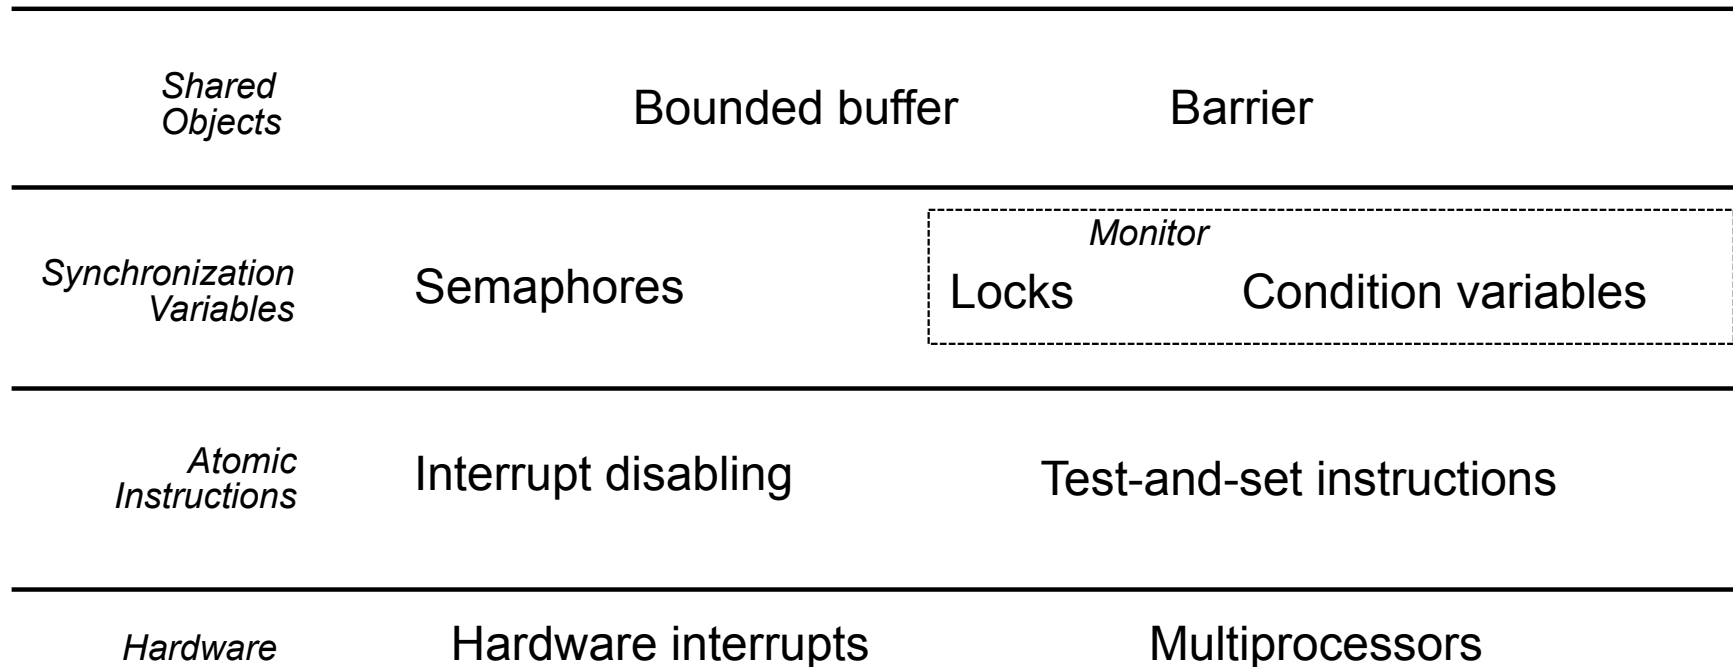 Shared
Objects
Bounded buffer
Barrier
Monitor
Synchronization
Variables
Semaphores
Locks
Condition variables
Atomic
Instructions
Interrupt disabling
Test-and-set instructions
Hardware
Hardware interrupts
Multiprocessors